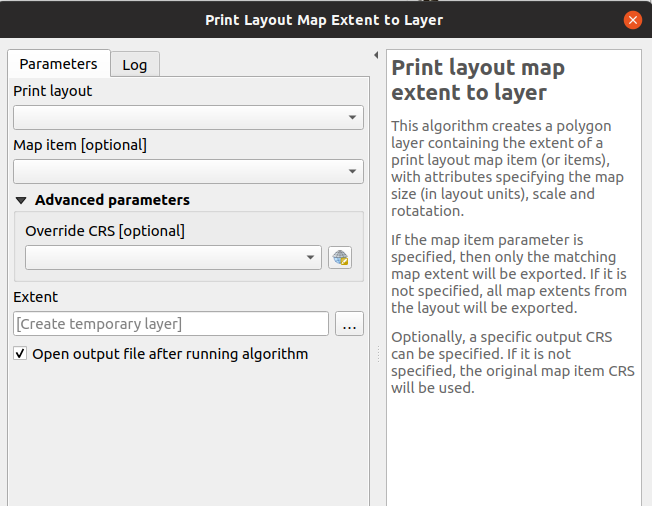 Print Layout Map Extent to Layer
Parameters
Log
Print layout
Map item [optional]
Advanced parameters
Override CRS [optional]
Extent
[Create temporary layer]
...
Open output file after running algorithm
Print layout map
extent to layer
This algorithm creates a polygon
layer containing the extent of a
print layout map item (or items),
with attributes specifying the map
size (in layout units), scale and
rotatation.
If the map item parameter is
specified, then only the matching
map extent will be exported. If it is
not specified, all map extents from
the layout will be exported.
Optionally, a specific output CRS
can be specified. If it is not
specified, the original map item CRS
will be used.